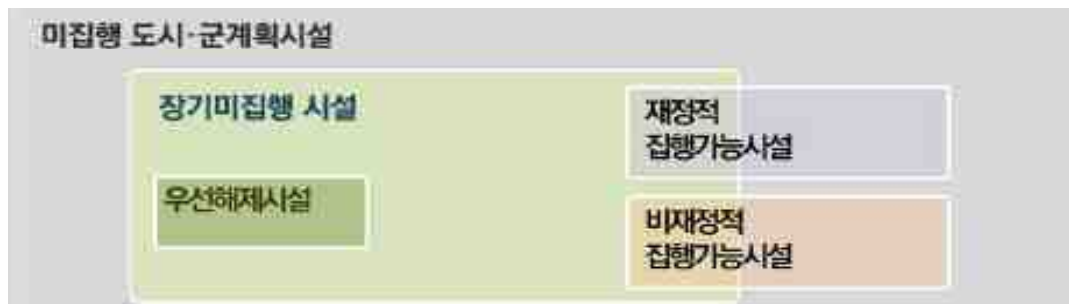 미집행 도시·군계획시설
장기미집행 시설
우선해제시설
재정적
집행가능시설
비재정적
집행가능시설